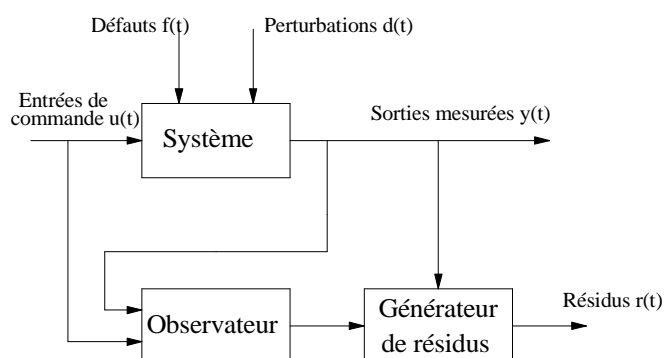 Défauts f(t)
Perturbations d(t)
Entrées de
commande u(t)
Système
Sorties mesurées y(t)
Observateur
Générateur
de résidus
Résidus r(t)